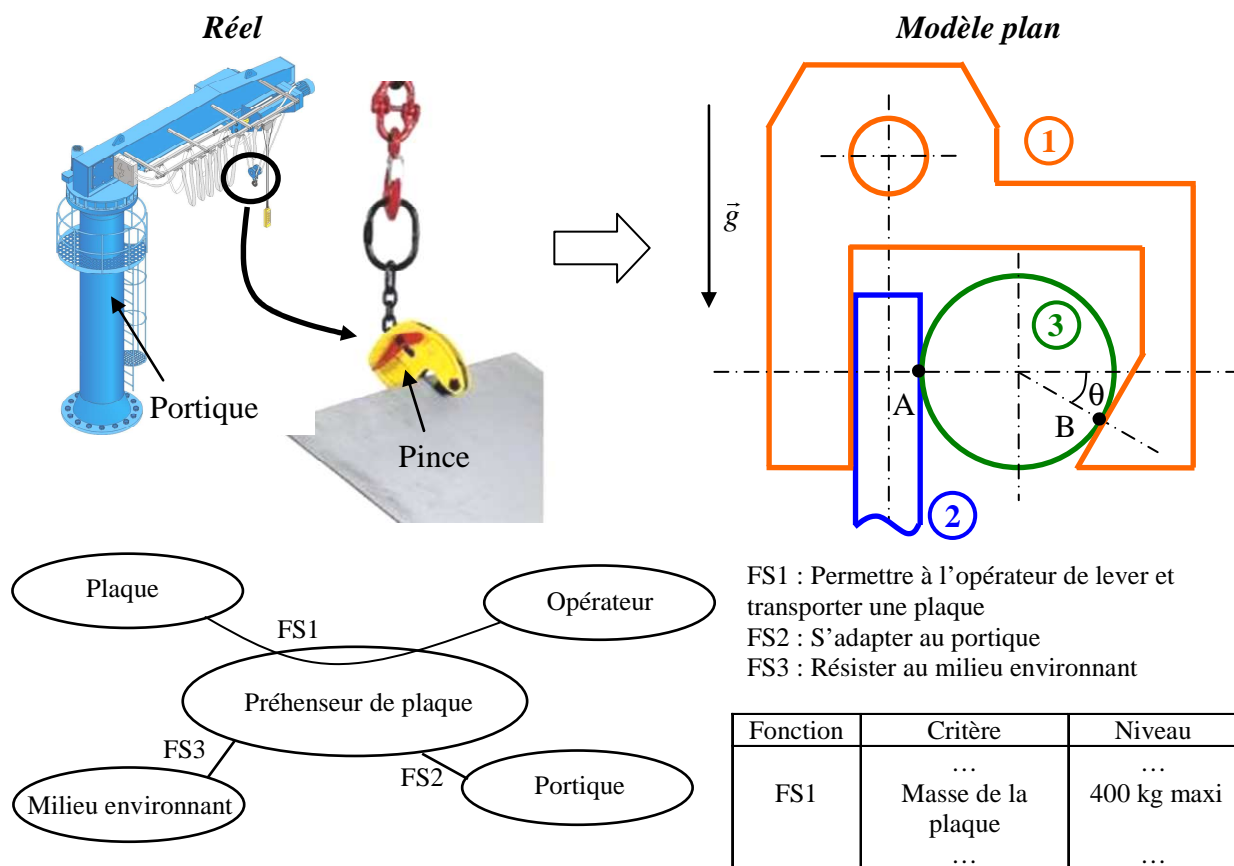 Réel
Modèle plan
1
g
3
A
θ
B
Portique
Pince
2
Plaque
Opérateur
FS1
Préhenseur de plaque
FS3
FS2
Milieu environnant
Portique
FS1 : Permettre à l'opérateur de lever et
transporter une plaque
FS2 : S'adapter au portique
FS3 : Résister au milieu environnant
Fonction Critère Niveau
… …
FS1 Masse de la 400 kg maxi
plaque
… …